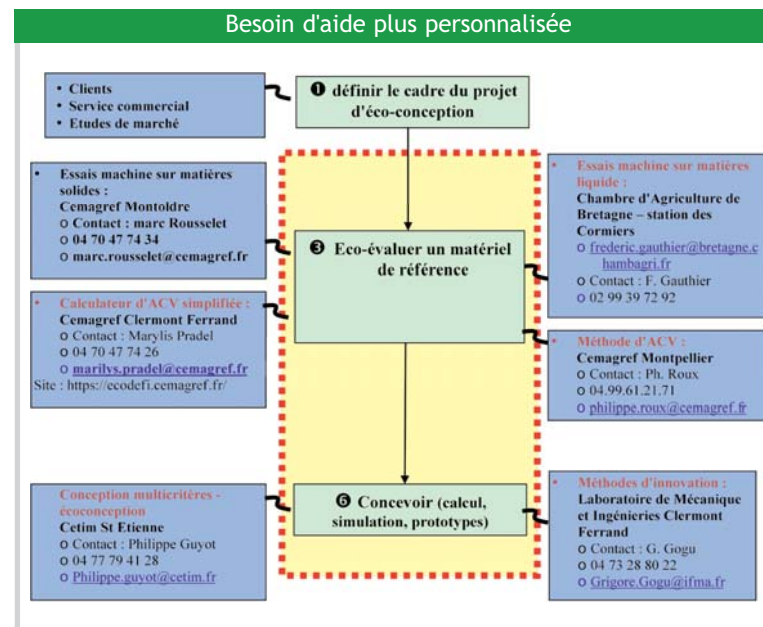 Besoin d'aide plus personnalisée
• Clients
• Service commercial
• Etudes de marché
❶ définir le cadre du projet
d'éco-conception
• Essais machine sur matières
solides :
Cemagref Montoldre
o Contact : marc Rousselet
o 04 70 47 74 34
o marc.rousselet@cemagref.fr
• Essais machine sur matières
liquide :
Chambre d'Agriculture de
Bretagne – station des
Cormiers
o frederic.gauthier@bretagne.c
hambagri.fr
o Contact : F. Gauthier
o 02 99 39 72 92
❸ Eco-évaluer un matériel
de référence
• Calculateur d'ACV simplifiée :
Cemagref Clermont Ferrand
o Contact : Marylis Pradel
o 04 70 47 74 26
o marilys.pradel@cemagref.fr
Site : https://ecodefi.cemagref.fr/
• Méthode d'ACV :
Cemagref Montpellier
o Contact : Ph. Roux
o 04.99.61.21.71
o philippe.roux@cemagref.fr
Conception multicritères -
écoconception
Cetim St Etienne
o Contact : Philippe Guyot
o 04 77 79 41 28
o Philippe.guyot@cetim.fr
❻ Concevoir (calcul,
simulation, prototypes)
• Méthodes d'innovation :
Laboratoire de Mécanique
et Ingénieries Clermont
Ferrand
o Contact : G. Gogu
o 04 73 28 80 22
o Grigore.Gogu@ifma.fr